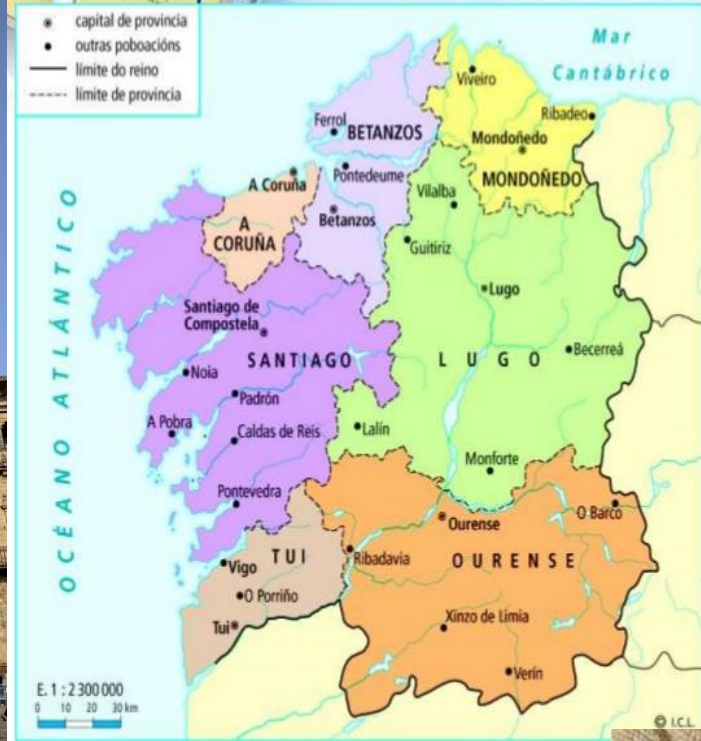 capital de provincia
outras poboacións
límite do reino
límite de provincia
Mar
Cantábrico
OCÉANO ATLÁNTICO
Viveiro
Ribadeo
Ferrol
BETANZOS
Mondoñedo
A Coruña
Pontedeume
MONDOÑEDO
Vilalba
Betanzos
A
CORUÑA
Guitiriz
Lugo
Santiago de
Compostela
SANTIAGO
LUGO
Becerreá
Noia
Padrón
A Pobra
Caldas de Reis
Lalín
Monforte
Pontevedra
O Barco
Ourense
TUI
Ribadavia
OURENSE
Vigo
O Porriño
Tui
Xinzo de Limia
Verín
E. 1 : 2 300 000
0 10 20 30 km
© I.C.L.